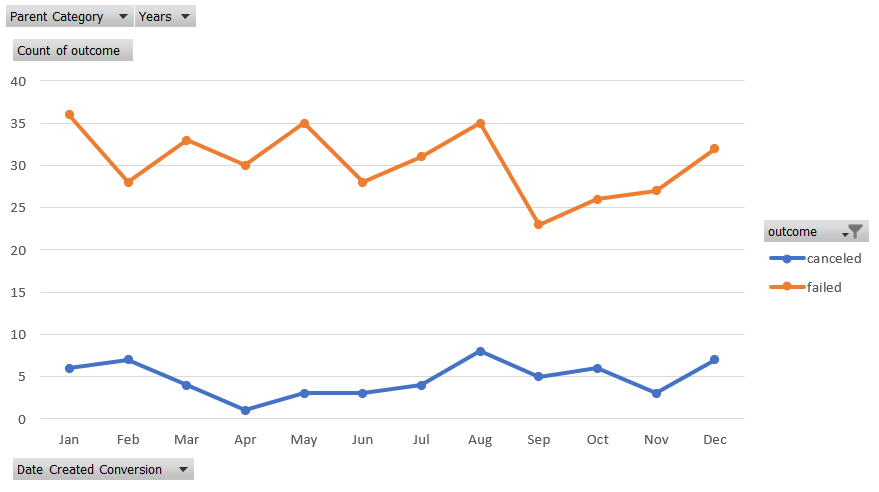 Parent Category Years
Count of outcome
40
35
30
25
20
15
10
5
0
Jan Feb Mar Apr May Jun Jul Aug Sep Oct Nov Dec
outcome
canceled
failed
Date Created Conversion